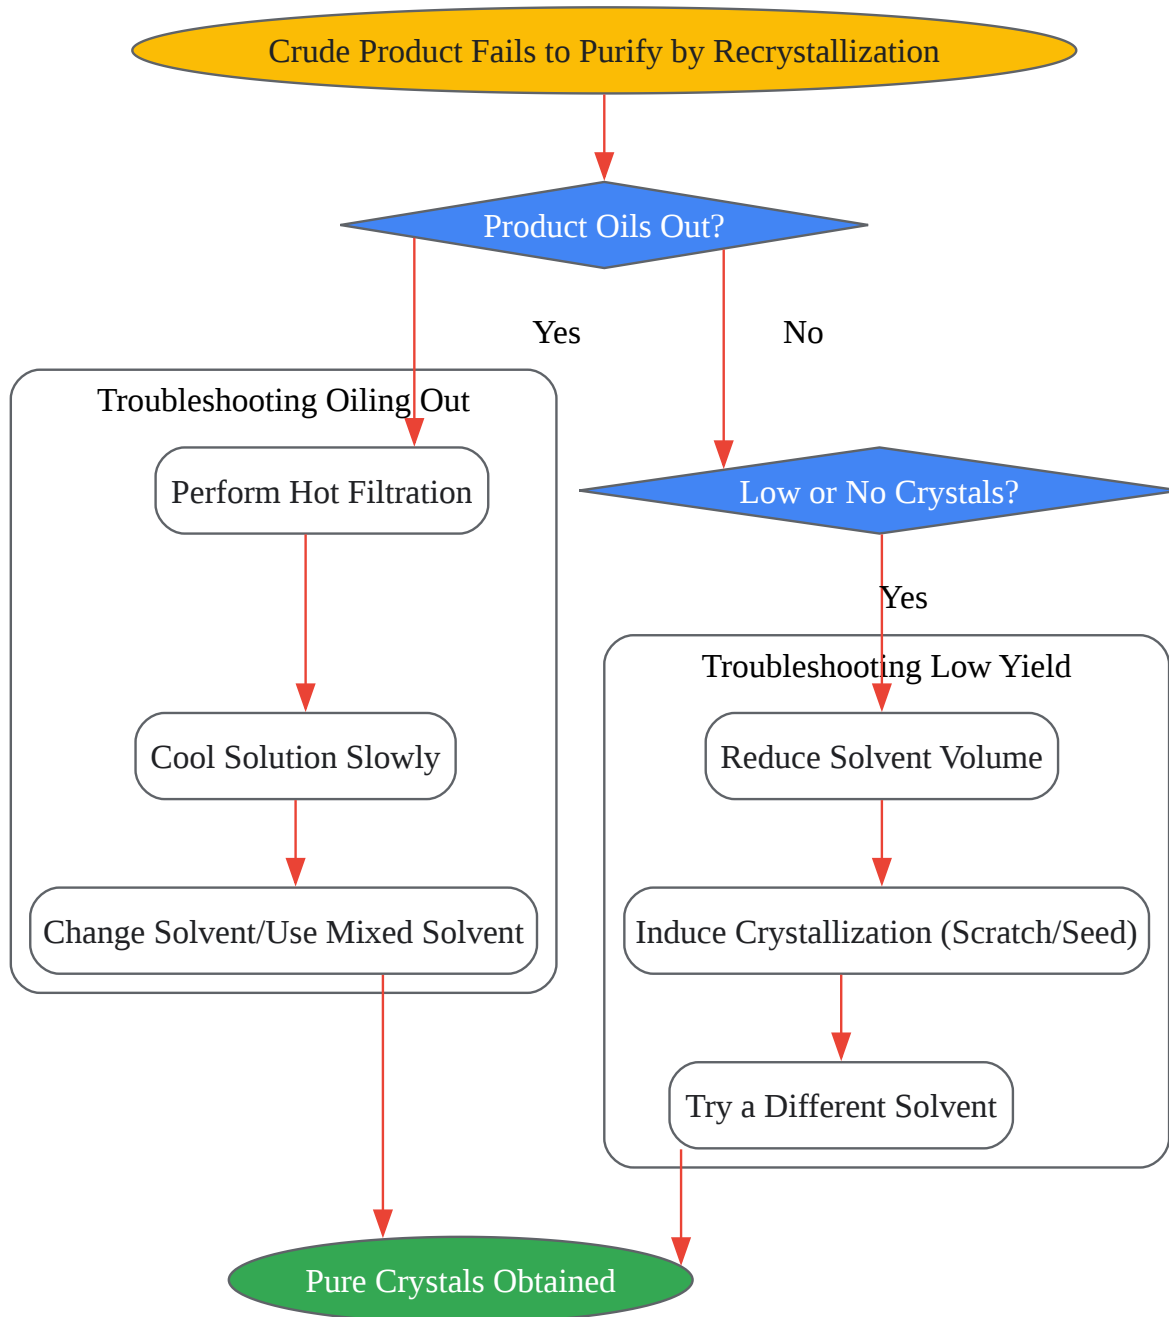 Crude Product Fails to Purify by Recrystallization
Product Oils Out?
Yes
No
Troubleshooting Oiling Out
Perform Hot Filtration
Low or No Crystals?
Yes
Troubleshooting Low Yield
Cool Solution Slowly
Reduce Solvent Volume
Change Solvent/Use Mixed Solvent
Induce Crystallization (Scratch/Seed)
Try a Different Solvent
Pure Crystals Obtained